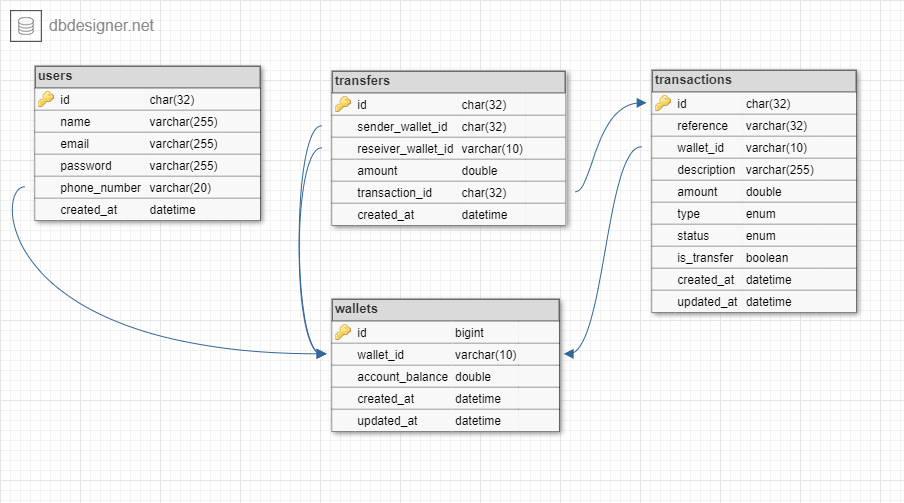 dbdesigner.net
users
id char(32)
name varchar(255)
email varchar(255)
password varchar(255)
phone_number varchar(20)
created_at datetime
transfers
id char(32)
sender_wallet_id char(32)
reseiver_wallet_id varchar(10)
amount double
transaction_id char(32)
created_at datetime
transactions
id char(32)
reference varchar(32)
wallet_id varchar(10)
description varchar(255)
amount double
type enum
status enum
is_transfer boolean
created_at datetime
updated_at datetime
wallets
id bigint
wallet_id varchar(10)
account_balance double
created_at datetime
updated_at datetime